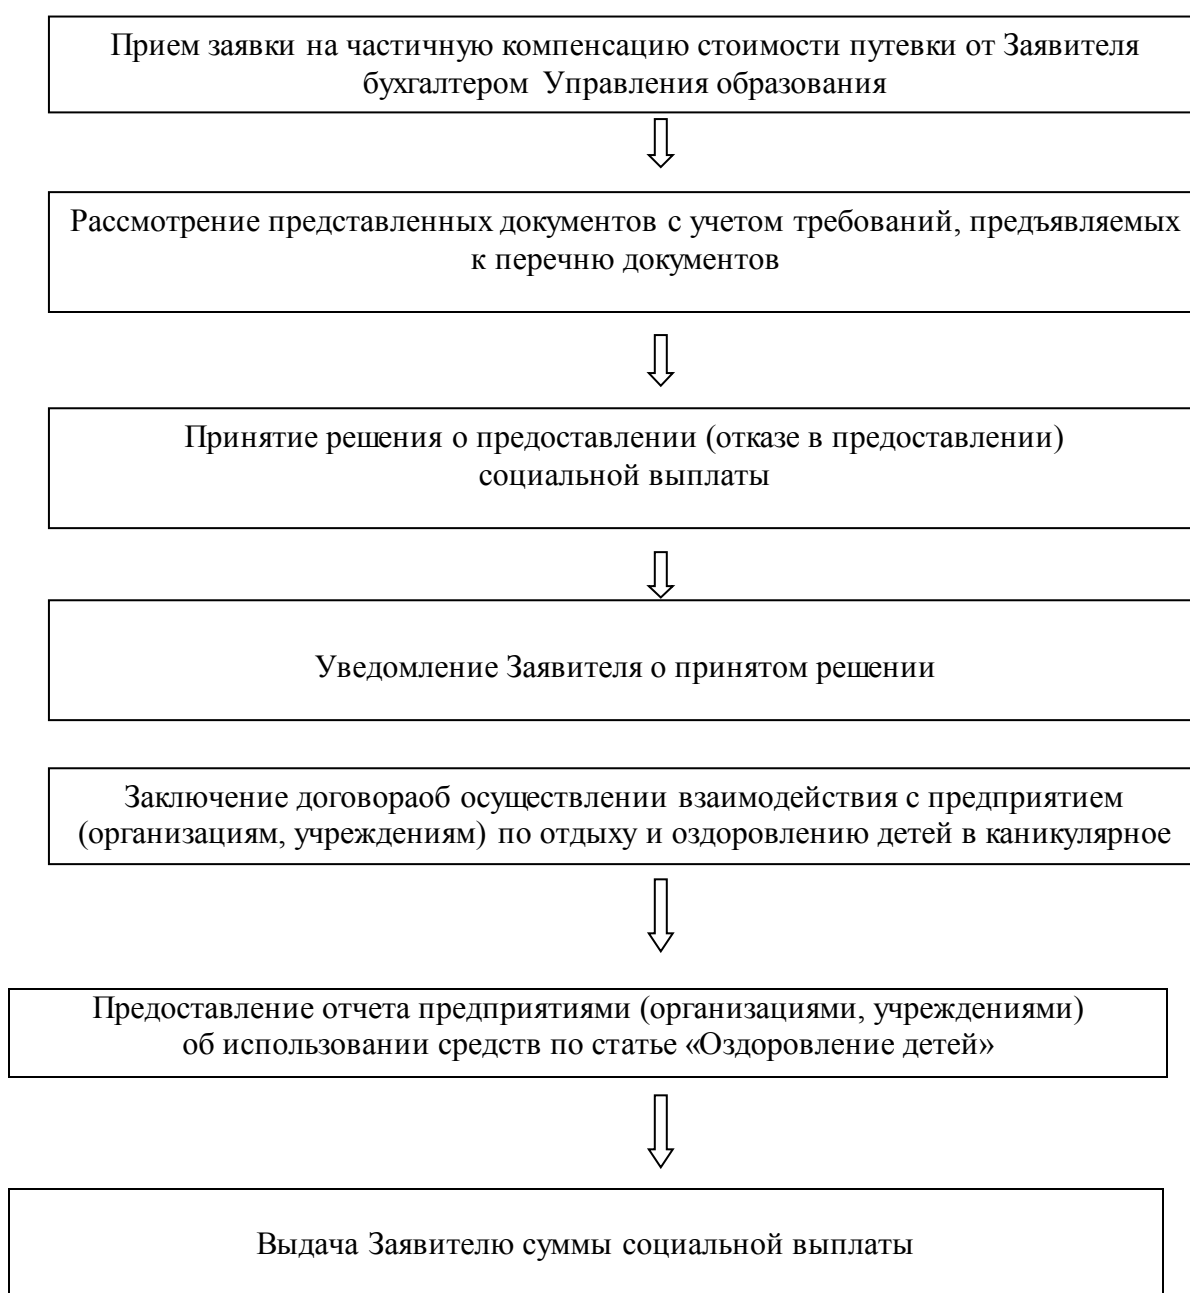 Прием заявки на частичную компенсацию стоимости путевки от Заявителя
бухгалтером Управления образования
Рассмотрение представленных документов с учетом требований, предъявляемых
к перечню документов
Принятие решения о предоставлении (отказе в предоставлении)
социальной выплаты
Уведомление Заявителя о принятом решении
Заключение договораоб осуществлении взаимодействия с предприятием
(организациям, учреждениям) по отдыху и оздоровлению детей в каникулярное
Предоставление отчета предприятиями (организациями, учреждениями)
об использовании средств по статье «Оздоровление детей»
Выдача Заявителю суммы социальной выплаты